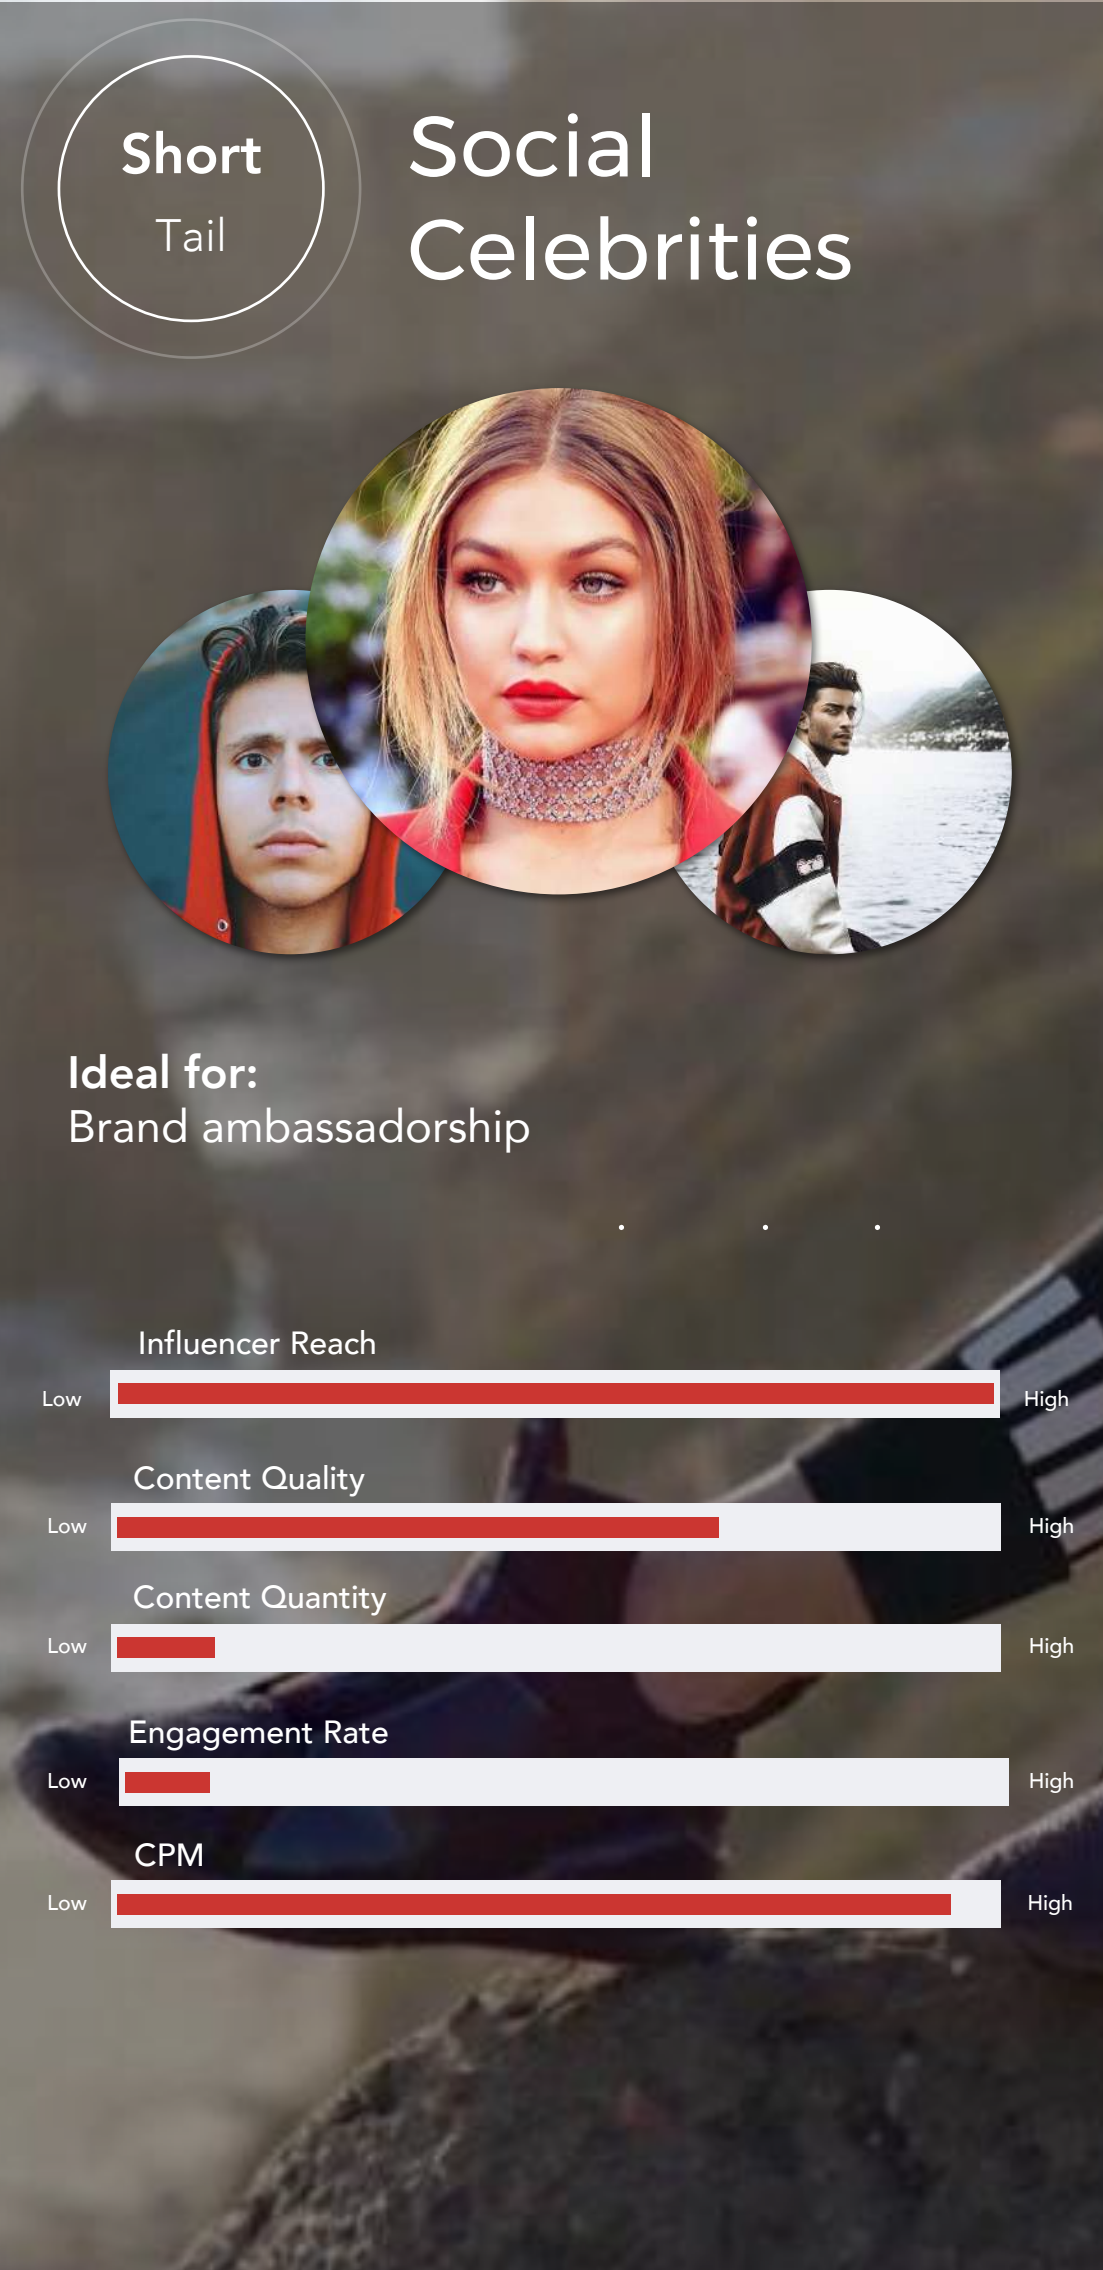 Short
Tail
Social
Celebrities
Ideal for:
Brand ambassadorship
. . .
Influencer Reach
Low High
Content Quality
Low High
Content Quantity
Low High
Engagement Rate
Low High
CPM
Low High